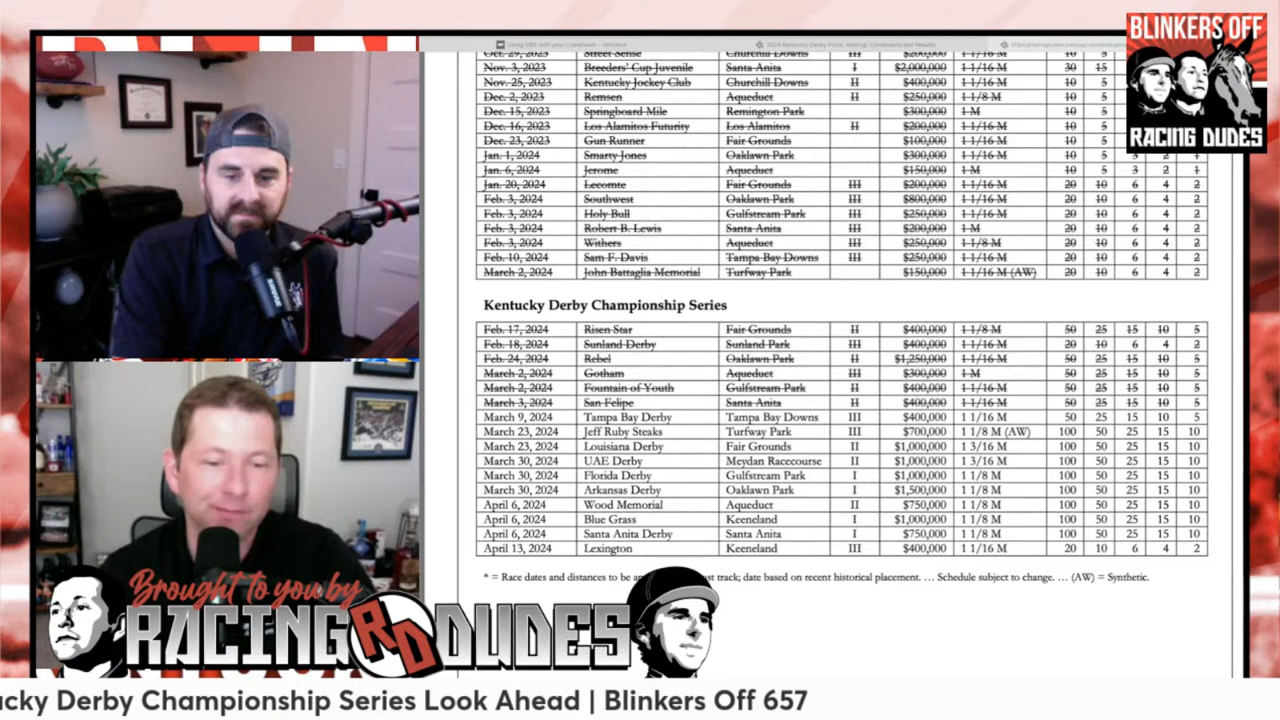 BLINKERS OFF
RACING DUDES
Oct. 29, 2023 Street Sense Churchill Downs III $200,000 1 1/16 M 10 5
Nov. 3, 2023 Breeders' Cup Juvenile Santa Anita I $2,000,000 1 1/16 M 30 15
Nov. 25, 2023 Kentucky Jockey Club Churchill Downs II $400,000 1 1/16 M 10 5
Dec. 2, 2023 Remsen Aqueduct II $250,000 1-1/8 M 10 5
Dec. 15, 2023 Springboard Mile Remington Park $300,000 1 M 10 5
Dec. 16, 2023 Los Alamitos Futurity Los Alamitos II $200,000 1 1/16 M 10 5
Dec. 23, 2023 Gun Runner Fair Grounds $100,000 1 1/16 M 10 5
Jan. 1, 2024 Smarty Jones Oaklawn Park $300,000 1 1/16 M 10 5 3 2 1
Jan. 6, 2024 Jerome Aqueduct $150,000 1 M 10 5 3 2 1
Jan. 20, 2024 Lecomte Fair Grounds III $200,000 1 1/16 M 20 10 6 4 2
Feb. 3, 2024 Southwest Oaklawn Park III $800,000 1 1/16 M 20 10 6 4 2
Feb. 3, 2024 Holy Bull Gulfstream Park III $250,000 1 1/16 M 20 10 6 4 2
Feb. 3, 2024 Robert B. Lewis Santa Anita III $200,000 1 M 20 10 6 4 2
Feb. 3, 2024 Withers Aqueduct III $250,000 1 1/8 M 20 10 6 4 2
Feb. 10, 2024 Sam F. Davis Tampa Bay Downs III $250,000 1 1/16 M 20 10 6 4 2
March 2, 2024 John Battaglia Memorial Turfway Park $150,000 1 1/16 M (AW) 20 10 6 4 2
Kentucky Derby Championship Series
Feb. 17, 2024 Risen Star Fair Grounds II $400,000 1 1/8 M 50 25 15 10 5
Feb. 18, 2024 Sunland Derby Sunland Park III $400,000 1 1/16 M 20 10 6 4 2
Feb. 24, 2024 Rebel Oaklawn Park II $1,250,000 1 1/16 M 50 25 15 10 5
March 2, 2024 Gotham Aqueduct III $300,000 1 M 50 25 15 10 5
March 2, 2024 Fountain of Youth Gulfstream Park II $400,000 1 1/16 M 50 25 15 10 5
March 3, 2024 San Felipe Santa Anita II $400,000 1 1/16 M 50 25 15 10 5
March 9, 2024 Tampa Bay Derby Tampa Bay Downs III $400,000 1 1/16 M 50 25 15 10 5
March 23, 2024 Jeff Ruby Steaks Turfway Park III $700,000 1 1/8 M (AW) 100 50 25 15 10
March 23, 2024 Louisiana Derby Fair Grounds II $1,000,000 1 3/16 M 100 50 25 15 10
March 30, 2024 UAE Derby Meydan Racecourse II $1,000,000 1 3/16 M 100 50 25 15 10
March 30, 2024 Florida Derby Gulfstream Park I $1,000,000 1 1/8 M 100 50 25 15 10
March 30, 2024 Arkansas Derby Oaklawn Park I $1,500,000 1 1/8 M 100 50 25 15 10
April 6, 2024 Wood Memorial Aqueduct II $750,000 1 1/8 M 100 50 25 15 10
April 6, 2024 Blue Grass Keeneland I $1,000,000 1 1/8 M 100 50 25 15 10
April 6, 2024 Santa Anita Derby Santa Anita I $750,000 1 1/8 M 100 50 25 15 10
April 13, 2024 Lexington Keeneland III $400,000 1 1/16 M 20 10 6 4 2
* = Race dates and distances to be track; date based on recent historical placement. … Schedule subject to change. … (AW) = Synthetic.
Brought to you by
RACING RD DUDES
ucky Derby Championship Series Look Ahead | Blinkers Off 657